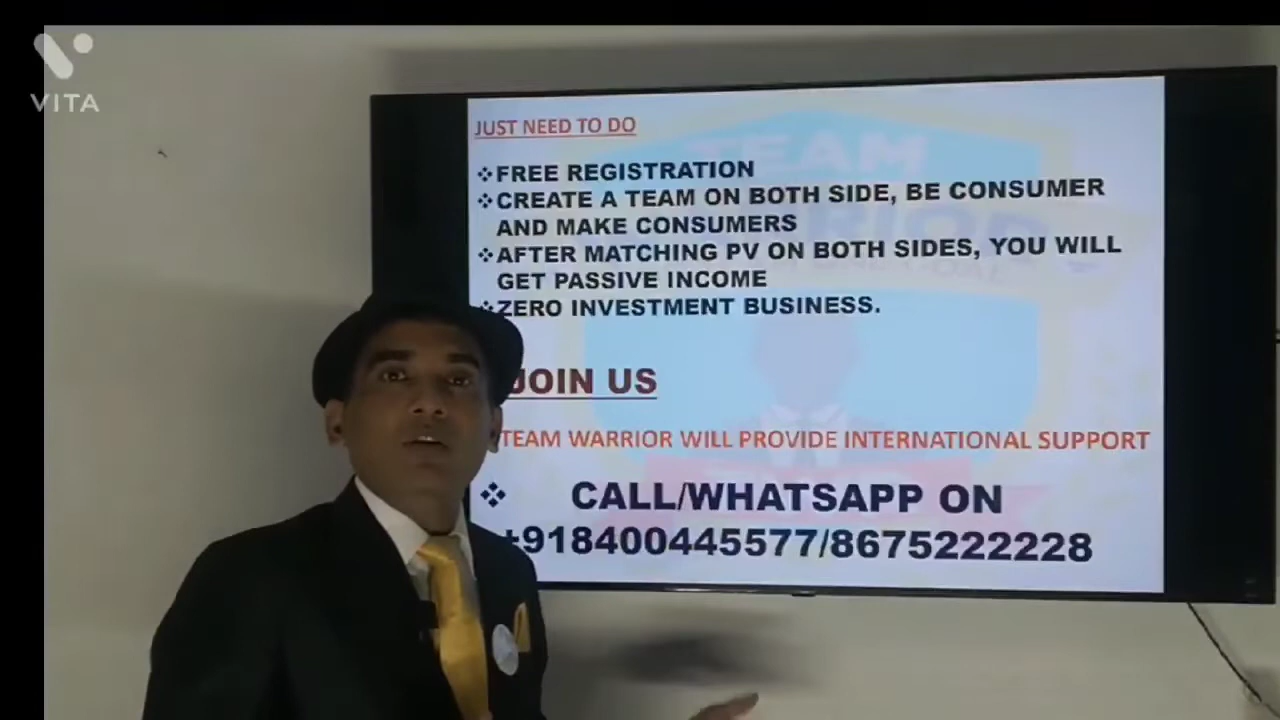 VITA
JUST NEED TO DO
❖FREE REGISTRATION
❖CREATE A TEAM ON BOTH SIDE, BE CONSUMER
AND MAKE CONSUMERS
❖AFTER MATCHING PV ON BOTH SIDES, YOU WILL
GET PASSIVE INCOME
❖ZERO INVESTMENT BUSINESS.
JOIN US
TEAM WARRIOR WILL PROVIDE INTERNATIONAL SUPPORT
❖ CALL/WHATSAPP ON
+918400445577/8675222228
TEAM